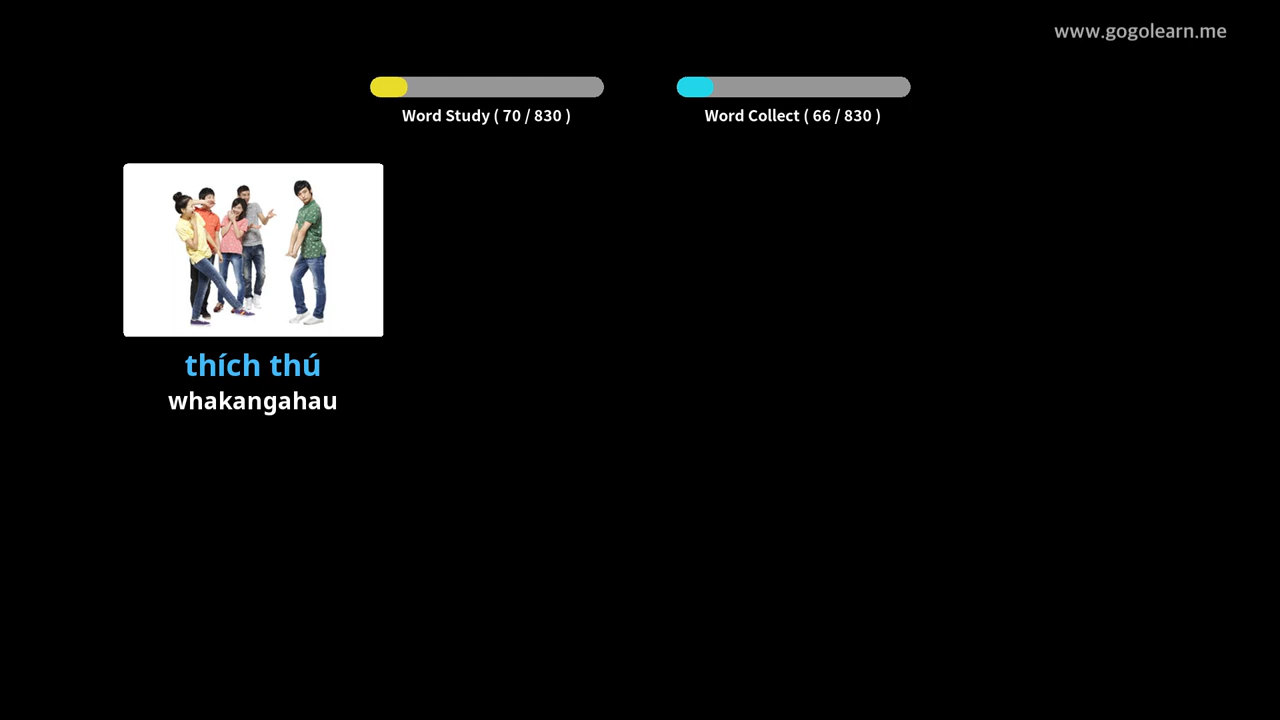 www.gogolearn.me
Word Study ( 70 / 830 )
Word Collect ( 66 / 830 )
thích thú
whakangahau